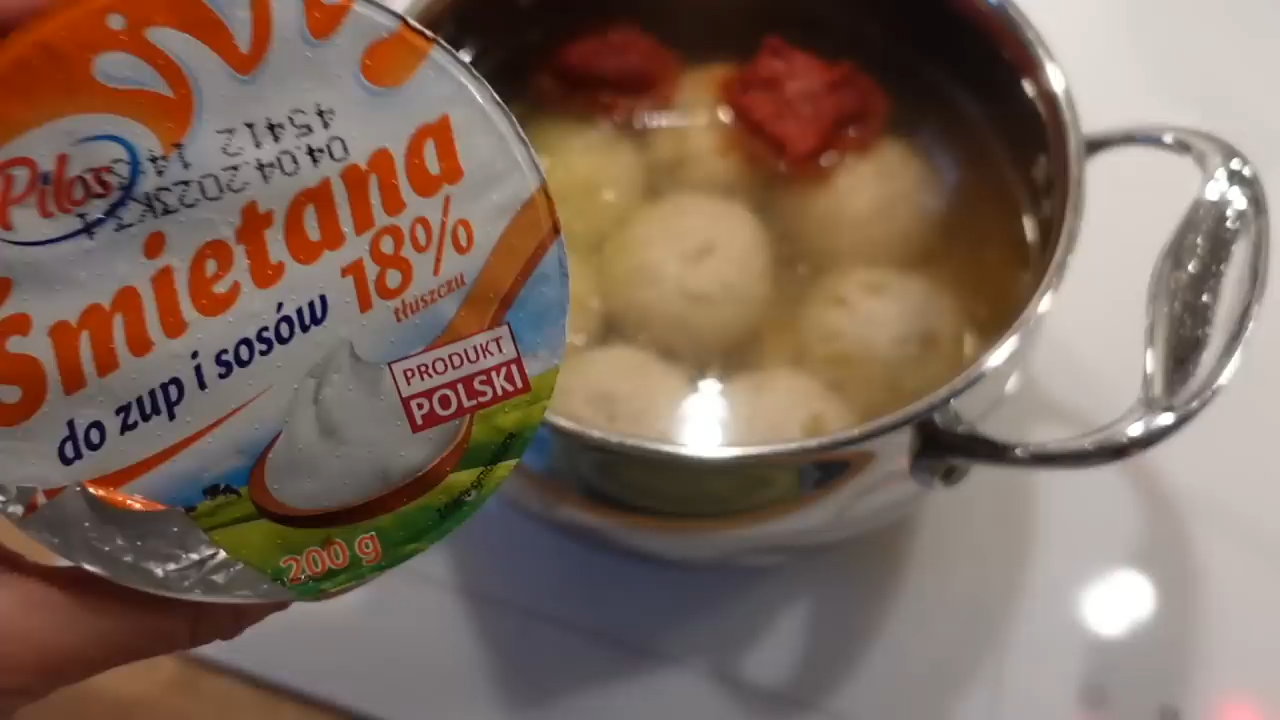 Pilos
04.04.2023
45412
Śmietana
18%
tłuszczu
do zup i sosów
PRODUKT
POLSKI
200 g